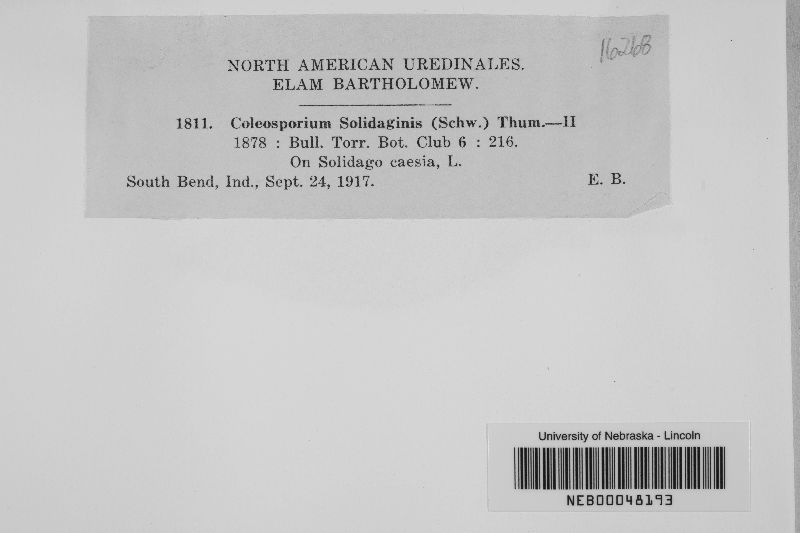 16268
NORTH AMERICAN UREDINALES.
ELAM BARTHOLOMEW.
1811. Coleosporium Solidaginis (Schw.) Thum.—II
1878 : Bull. Torr. Bot. Club 6 : 216.
On Solidago caesia, L.
South Bend, Ind., Sept. 24, 1917. E. B.
University of Nebraska - Lincoln
NEB00048193